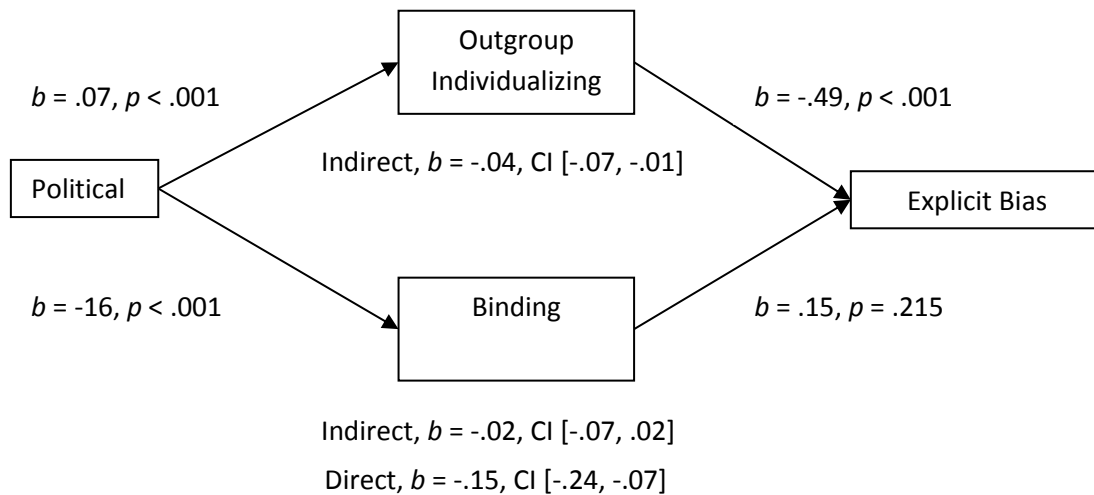 Outgroup
Individualizing
b = .07, p < .001
b = -.49, p < .001
Indirect, b = -.04, CI [-.07, -.01]
Political
Explicit Bias
b = -16, p < .001
Binding
b = .15, p = .215
Indirect, b = -.02, CI [-.07, .02]
Direct, b = -.15, CI [-.24, -.07]